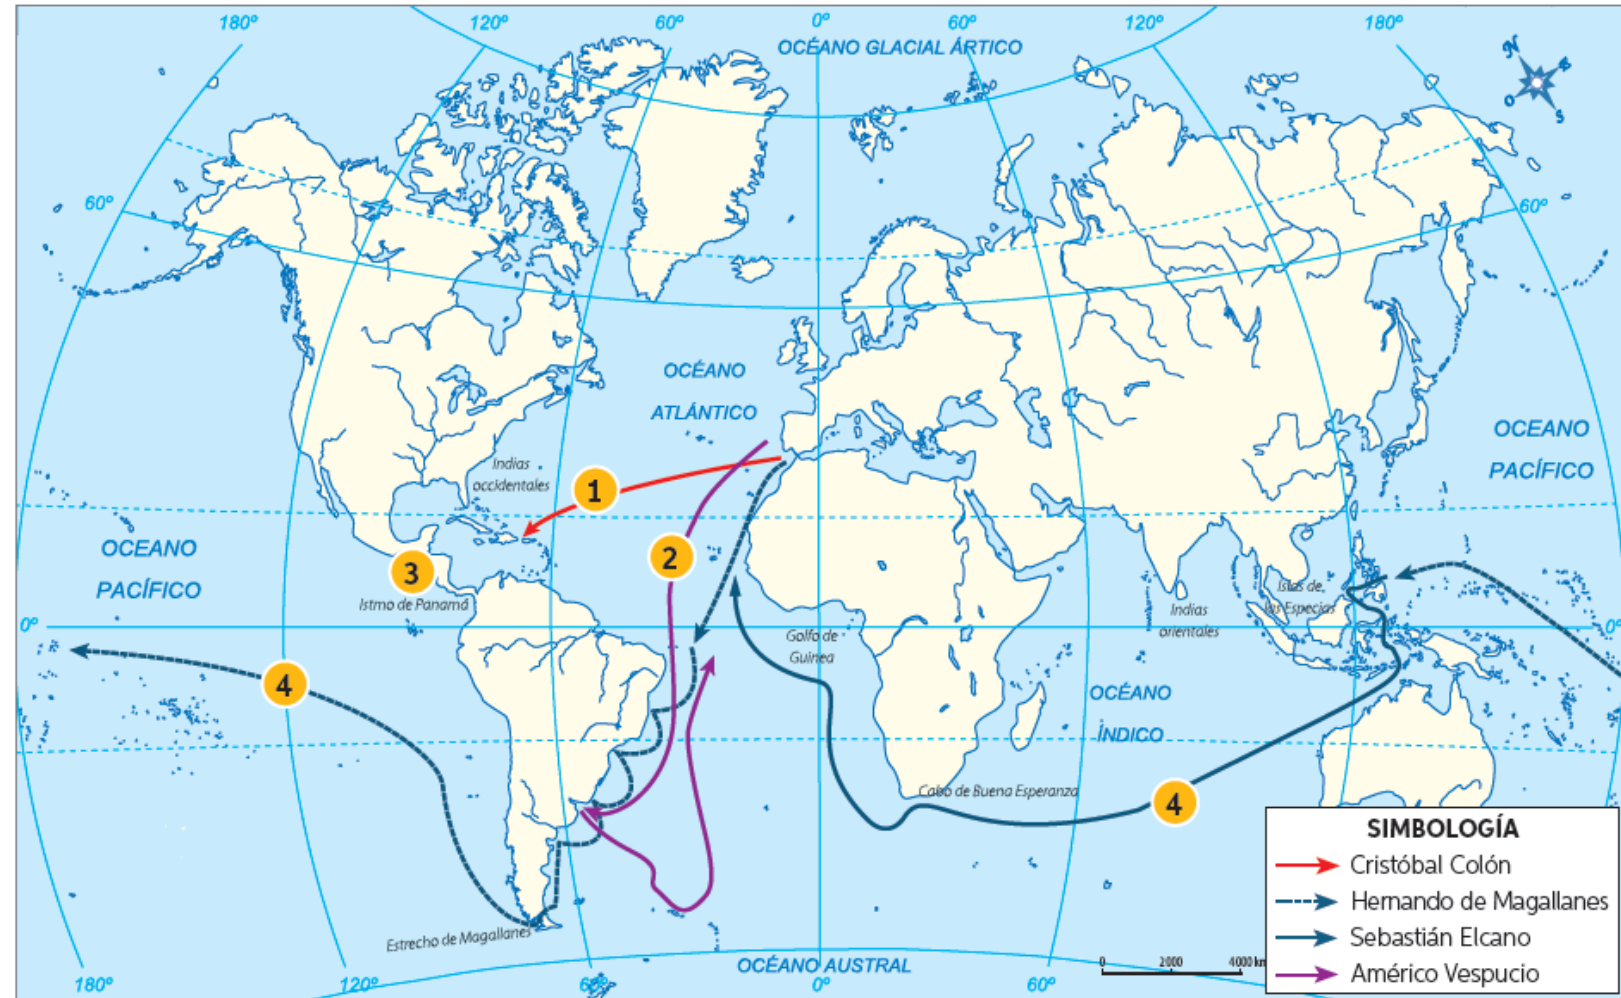 180º
120º
60º
0º
60º
120º
180º
OCÉANO GLACIAL ÁRTICO
N
E
O
S
60º
60º
OCÉANO
ATLÁNTICO
OCEANO
PACÍFICO
Indias
occidentales
1
2
3
Istmo de Panamá
OCEANO
PACÍFICO
Islas de
las Especias
Indias
orientales
0º
0º
Golfo de
Guinea
4
OCÉANO
ÍNDICO
Cabo de Buena Esperanza
4
Estrecho de Magallanes
OCÉANO AUSTRAL
0
2000
4000 km
180º
120º
60º
0º
60º
SIMBOLOGÍA
Cristóbal Colón
Hernando de Magallanes
Sebastián Elcano
Américo Vespucio